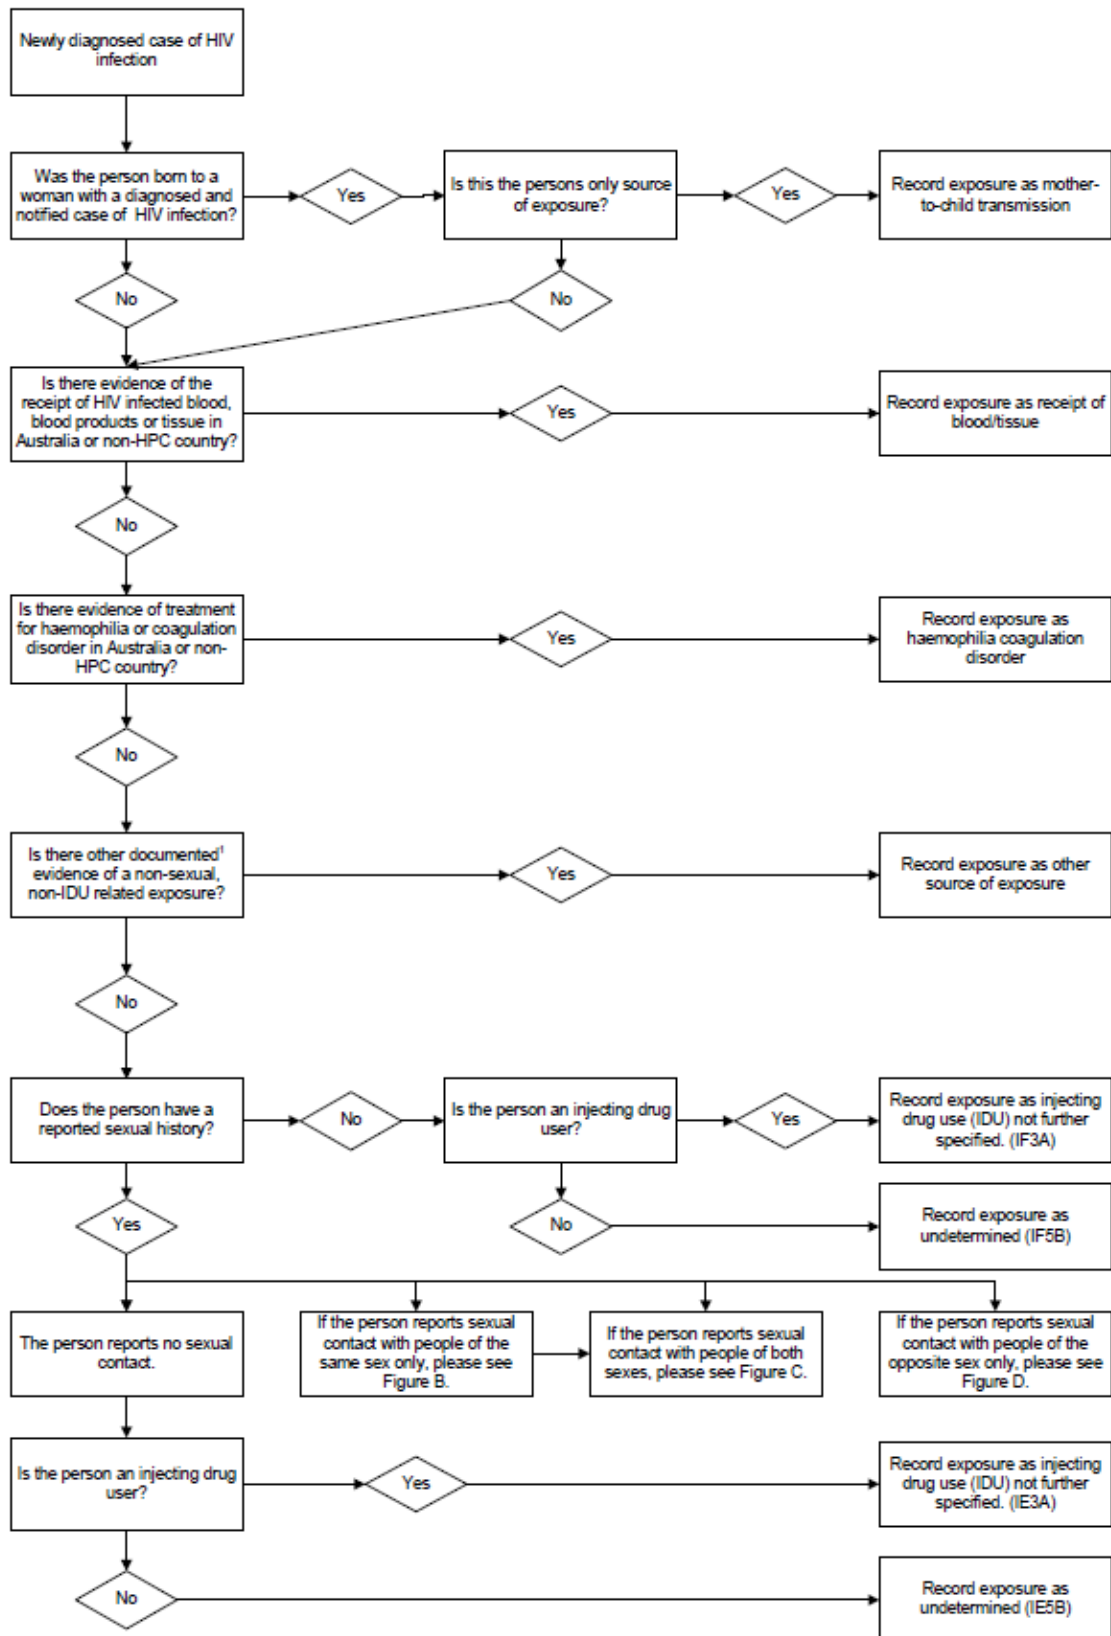 Newly diagnosed case of HIV
infection
Was the person born to a
woman with a diagnosed and
notified case of HIV infection?
Yes
Is this the persons only source
of exposure?
Yes
Record exposure as mother-
to-child transmission
No
No
Is there evidence of the
receipt of HIV infected blood,
blood products or tissue in
Australia or non-HPC country?
Yes
Record exposure as receipt of
blood/tissue
No
Is there evidence of treatment
for haemophilia or coagulation
disorder in Australia or non-
HPC country?
Yes
Record exposure as
haemophilia coagulation
disorder
No
Is there other documented¹
evidence of a non-sexual,
non-IDU related exposure?
Yes
Record exposure as other
source of exposure
No
Does the person have a
reported sexual history?
No
Is the person an injecting drug
user?
Yes
Record exposure as injecting
drug use (IDU) not further
specified. (IF3A)
Yes
No
Record exposure as
undetermined (IF5B)
The person reports no sexual
contact.
If the person reports sexual
contact with people of the
same sex only, please see
Figure B.
If the person reports sexual
contact with people of both
sexes, please see Figure C.
If the person reports sexual
contact with people of the
opposite sex only, please see
Figure D.
Is the person an injecting drug
user?
Yes
Record exposure as injecting
drug use (IDU) not further
specified. (IE3A)
No
Record exposure as
undetermined (IE5B)